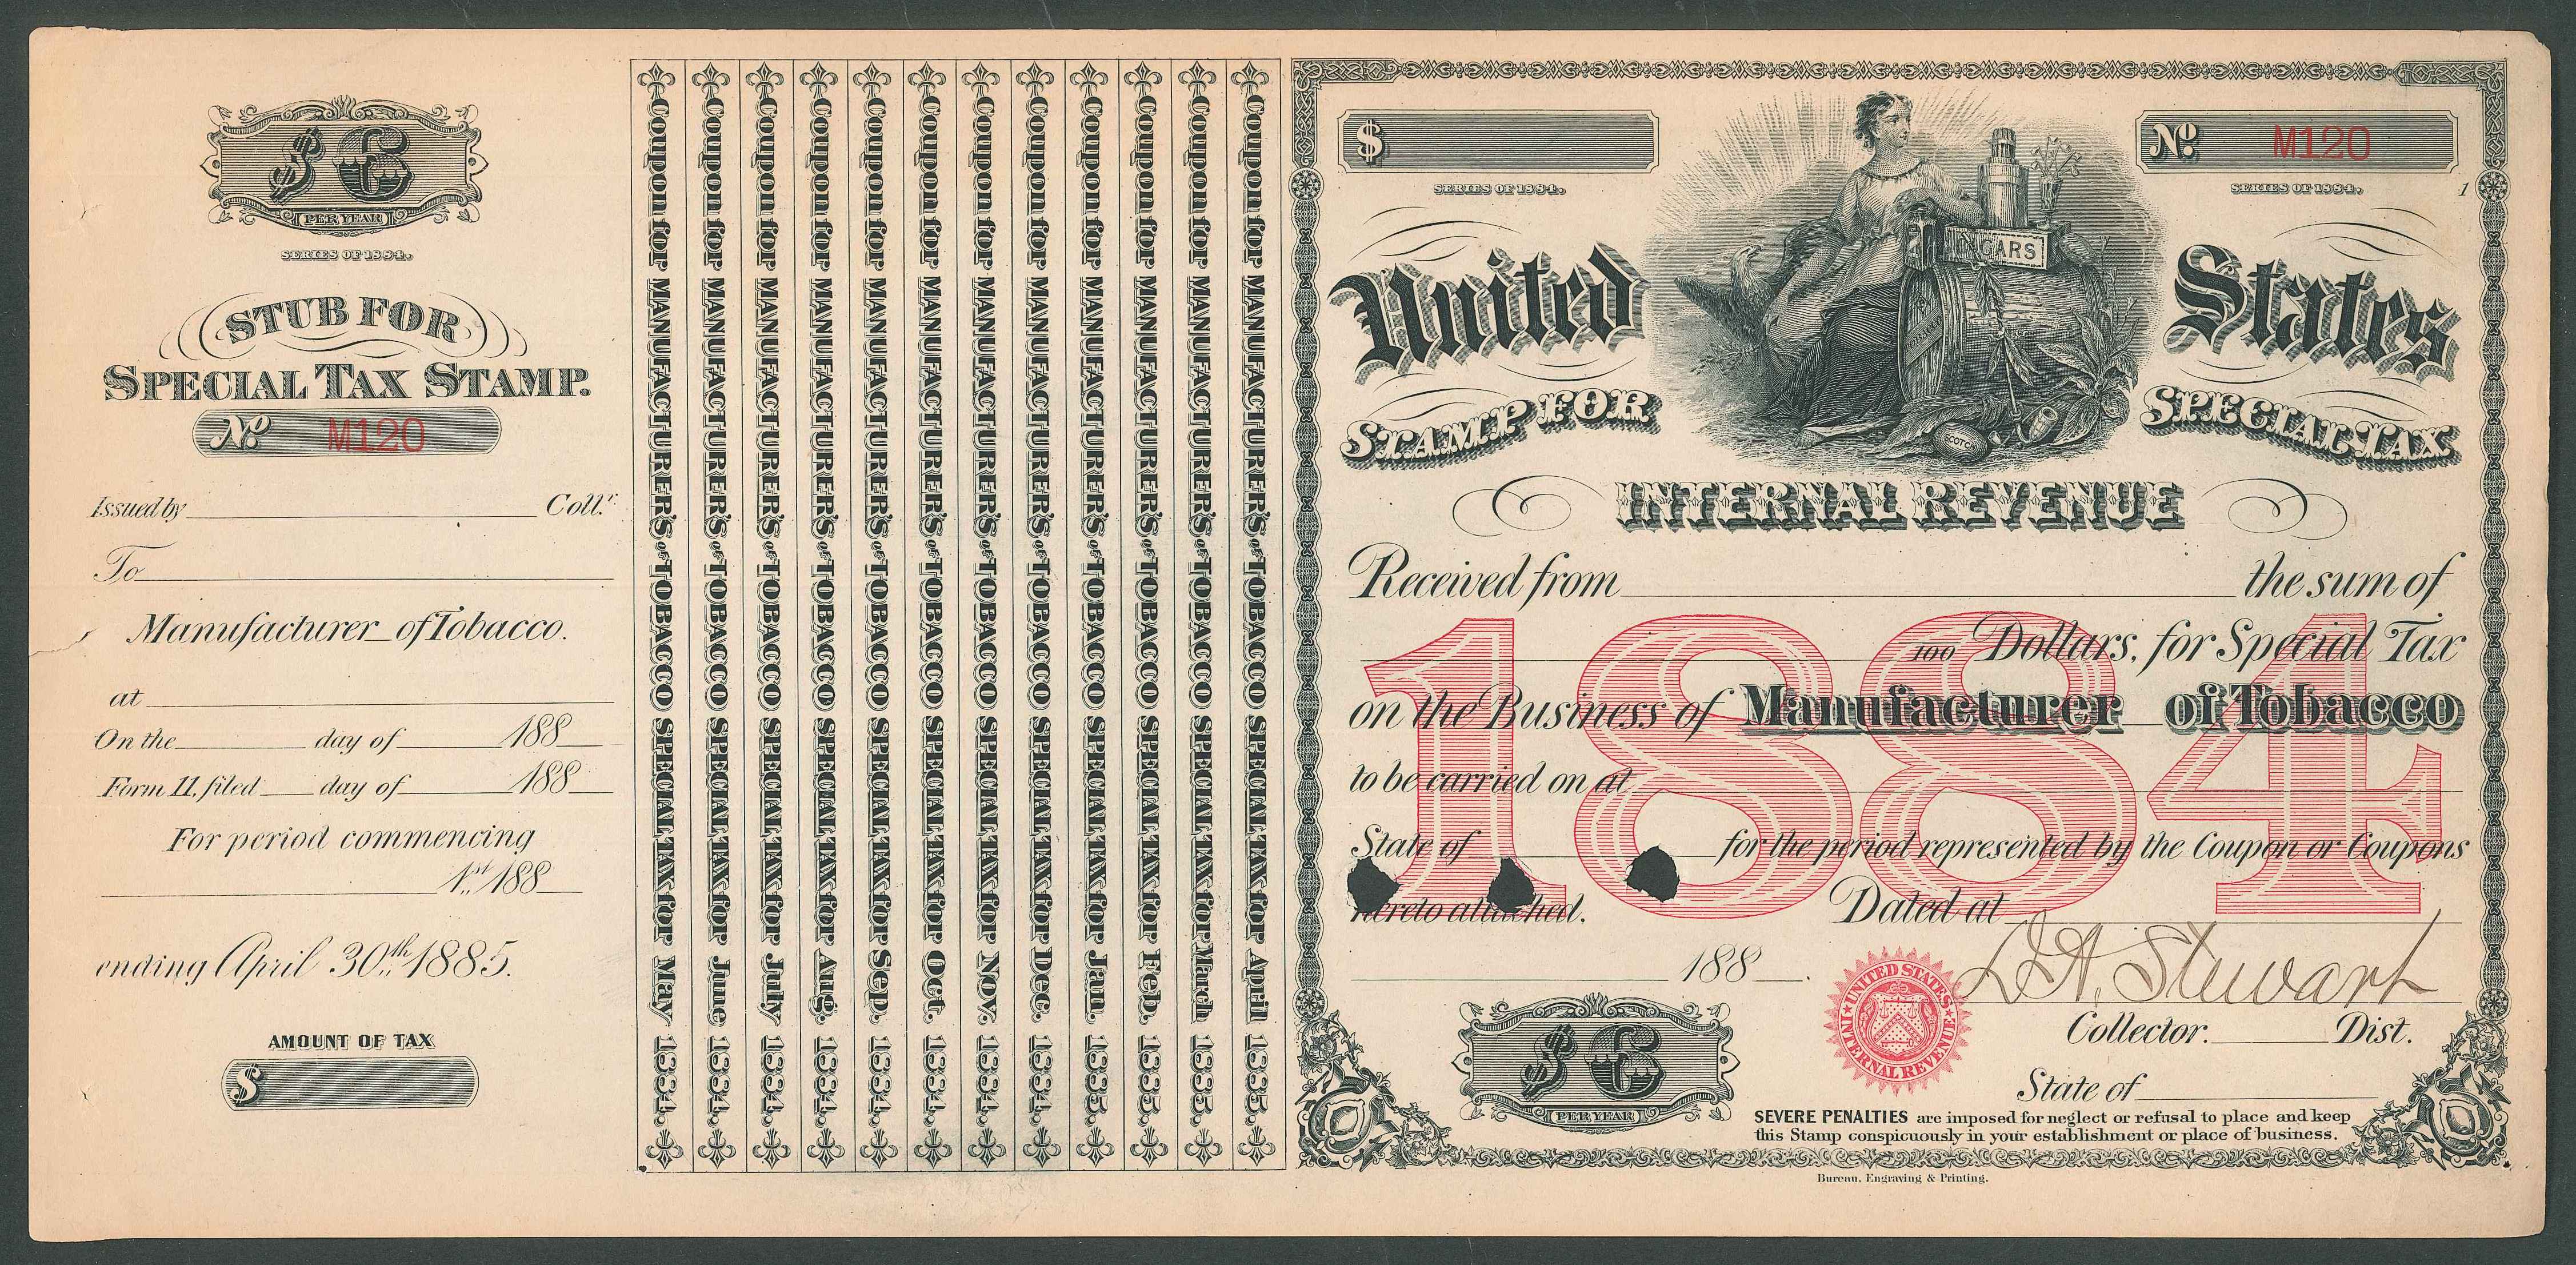 $ 6
PER YEAR
SERIES OF 1884.
STUB FOR
SPECIAL TAX STAMP.
No. M120
Issued by Coll'r.
To
Manufacturer of Tobacco.
at
On the day of 188
Form 11, filed day of 188
For period commencing
1st 188
ending April 30th 1885.
AMOUNT OF TAX
$
Coupon for MANUFACTURER'S of TOBACCO SPECIAL TAX for May 1884.
Coupon for MANUFACTURER'S of TOBACCO SPECIAL TAX for June 1884.
Coupon for MANUFACTURER'S of TOBACCO SPECIAL TAX for July 1884.
Coupon for MANUFACTURER'S of TOBACCO SPECIAL TAX for Aug. 1884.
Coupon for MANUFACTURER'S of TOBACCO SPECIAL TAX for Sep. 1884.
Coupon for MANUFACTURER'S of TOBACCO SPECIAL TAX for Oct. 1884.
Coupon for MANUFACTURER'S of TOBACCO SPECIAL TAX for Nov. 1884.
Coupon for MANUFACTURER'S of TOBACCO SPECIAL TAX for Dec. 1884.
Coupon for MANUFACTURER'S of TOBACCO SPECIAL TAX for Jan. 1885.
Coupon for MANUFACTURER'S of TOBACCO SPECIAL TAX for Feb. 1885.
Coupon for MANUFACTURER'S of TOBACCO SPECIAL TAX for March 1885.
Coupon for MANUFACTURER'S of TOBACCO SPECIAL TAX for April 1885.
$ No. M120
SERIES OF 1884. SERIES OF 1884. 1
CIGARS
United States
STAMP FOR SPECIAL TAX
SCOTCH
INTERNAL REVENUE
Received from the sum of
100 Dollars, for Special Tax
on the Business of Manufacturer of Tobacco
1884
to be carried on at
State of for the period represented by the Coupon or Coupons
hereto attached. Dated at
188 .
UNITED STATES INTERNAL REVENUE
D A. Stewart
Collector. Dist.
State of
$ 6
PER YEAR
SEVERE PENALTIES are imposed for neglect or refusal to place and keep
this Stamp conspicuously in your establishment or place of business.
Bureau, Engraving & Printing.